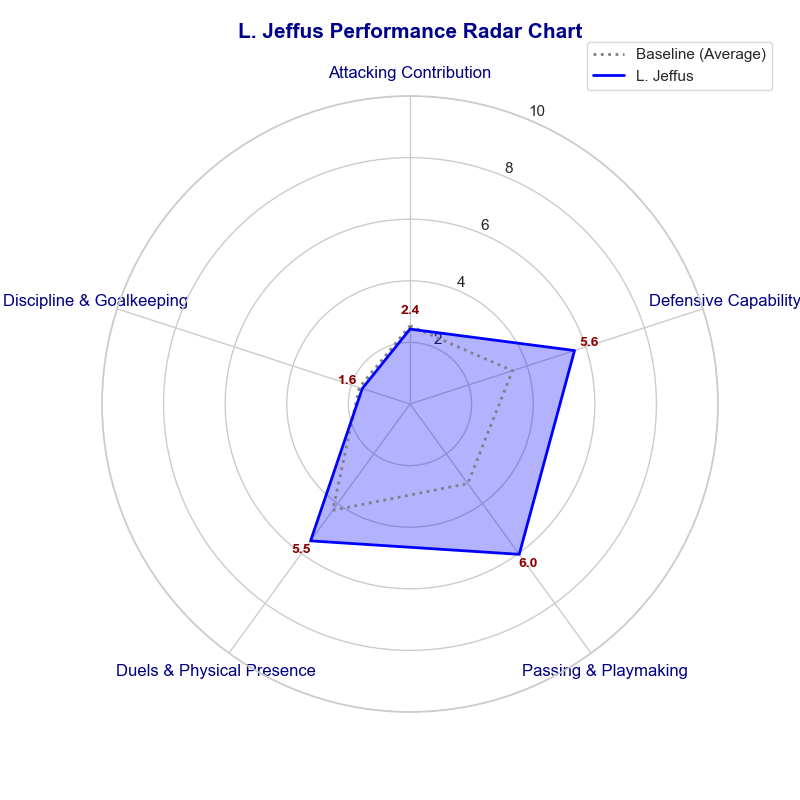 L. Jeffus Performance Radar Chart
Baseline (Average)
L. Jeffus
Attacking Contribution
10
8
6
4
2
2.4
Discipline & Goalkeeping
Defensive Capability
5.6
1.6
5.5
6.0
Duels & Physical Presence
Passing & Playmaking